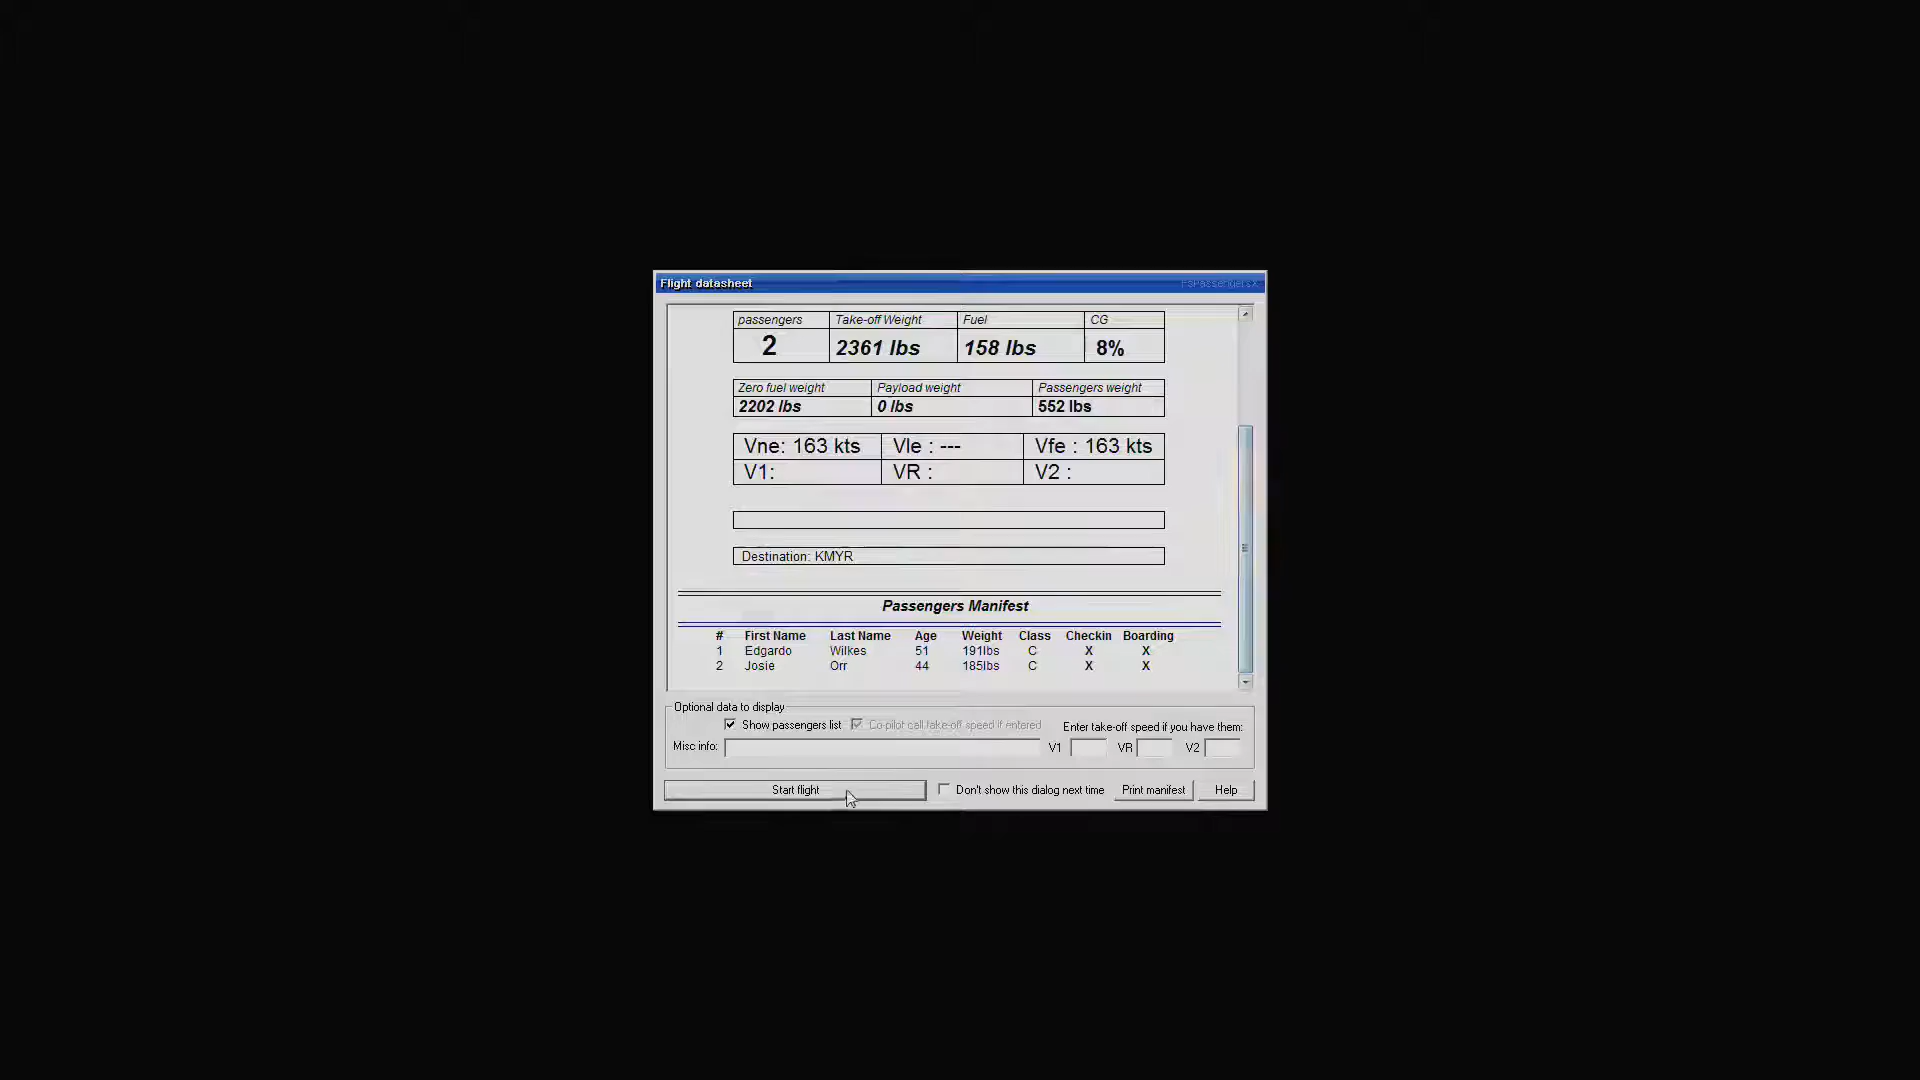 Flight datasheet FsPassengersX
passengers Take-off Weight Fuel CG
2 2361 lbs 158 lbs 8%
Zero fuel weight Payload weight Passengers weight
2202 lbs 0 lbs 552 lbs
Vne: 163 kts Vle : --- Vfe : 163 kts
V1: VR : V2 :
Destination: KMYR
Passengers Manifest
# First Name Last Name Age Weight Class Checkin Boarding
1 Edgardo Wilkes 51 191lbs C X X
2 Josie Orr 44 185lbs C X X
Optional data to display
Show passengers list Co-pilot call take-off speed if entered Enter take-off speed if you have them:
Misc info: V1 VR V2
Start flight Don't show this dialog next time Print manifest Help